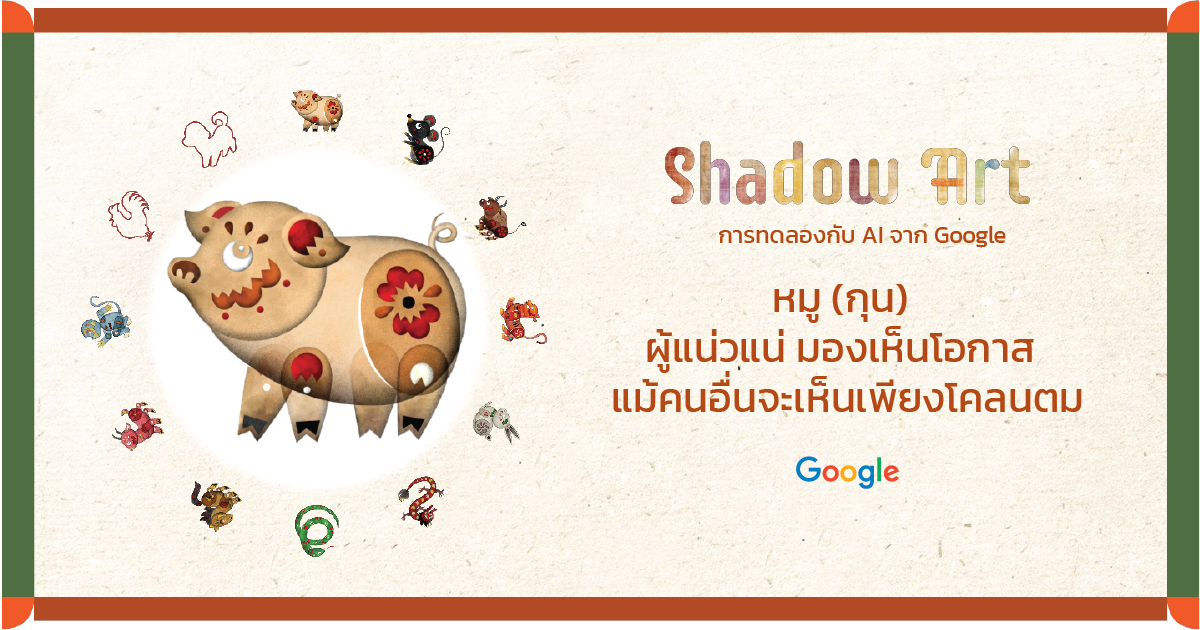 Shadow Art
การทดลองกับ AI จาก Google
หมู (กุน)
ผู้แน่วแน่ มองเห็นโอกาส
แม้คนอื่นจะเห็นเพียงโคลนตม
Google